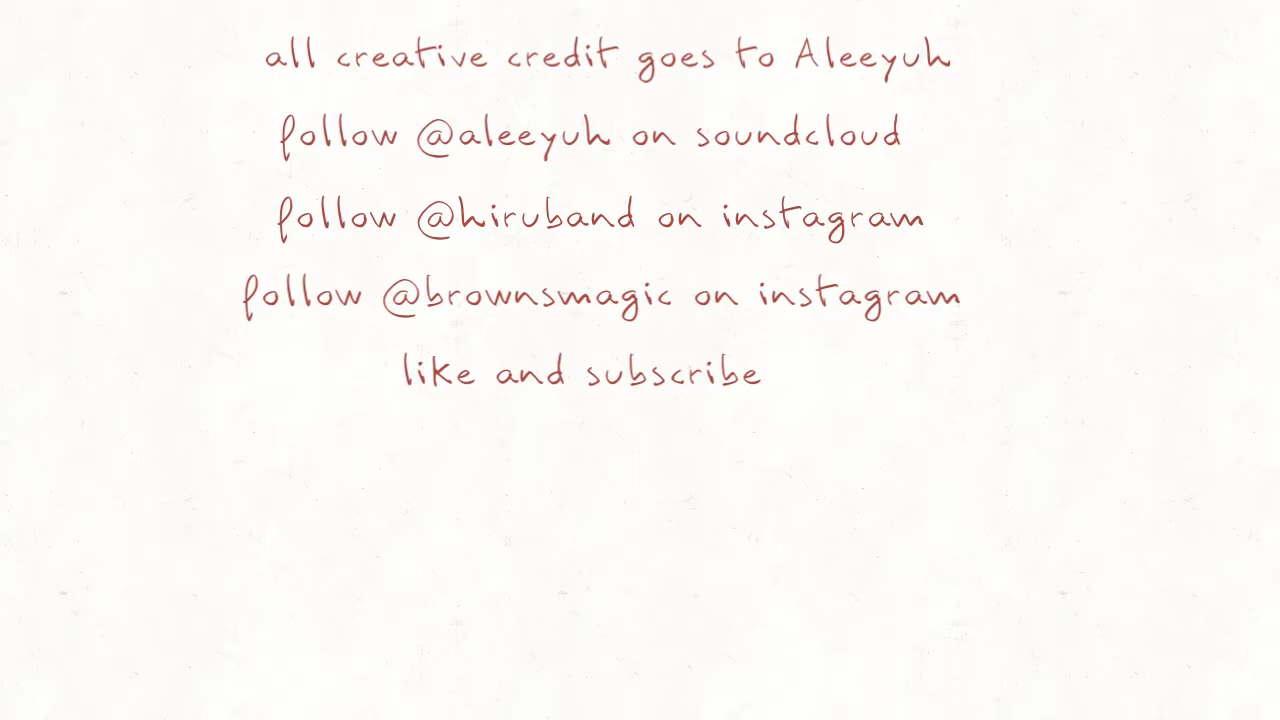 all creative credit goes to Aleeyuh
follow @aleeyuh on soundcloud
follow @hiruband on instagram
follow @brownsmagic on instagram
like and subscribe